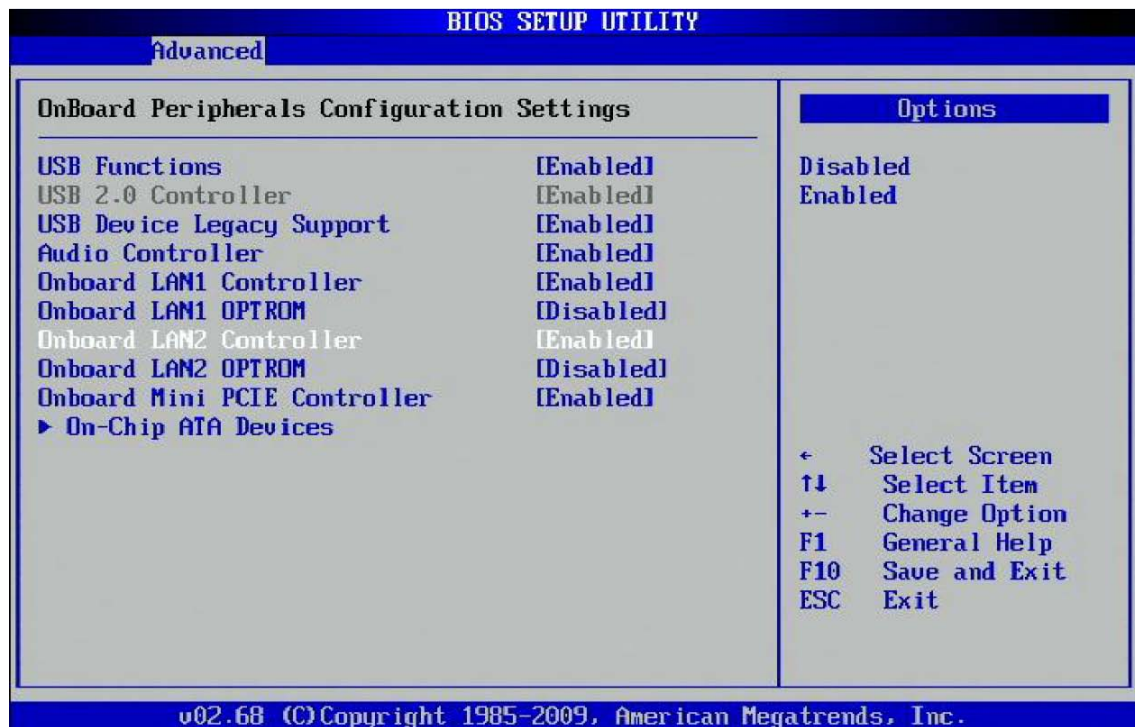 BIOS SETUP UTILITY
Advanced
OnBoard Peripherals Configuration Settings
USB Functions [Enabled]
USB 2.0 Controller [Enabled]
USB Device Legacy Support [Enabled]
Audio Controller [Enabled]
Onboard LAN1 Controller [Enabled]
Onboard LAN1 OPTROM [Disabled]
Onboard LAN2 Controller [Enabled]
Onboard LAN2 OPTROM [Disabled]
Onboard Mini PCIE Controller [Enabled]
▶ On-Chip ATA Devices
Options
Disabled
Enabled
← Select Screen
↑↓ Select Item
+- Change Option
F1 General Help
F10 Save and Exit
ESC Exit
v02.68 (C)Copyright 1985-2009, American Megatrends, Inc.